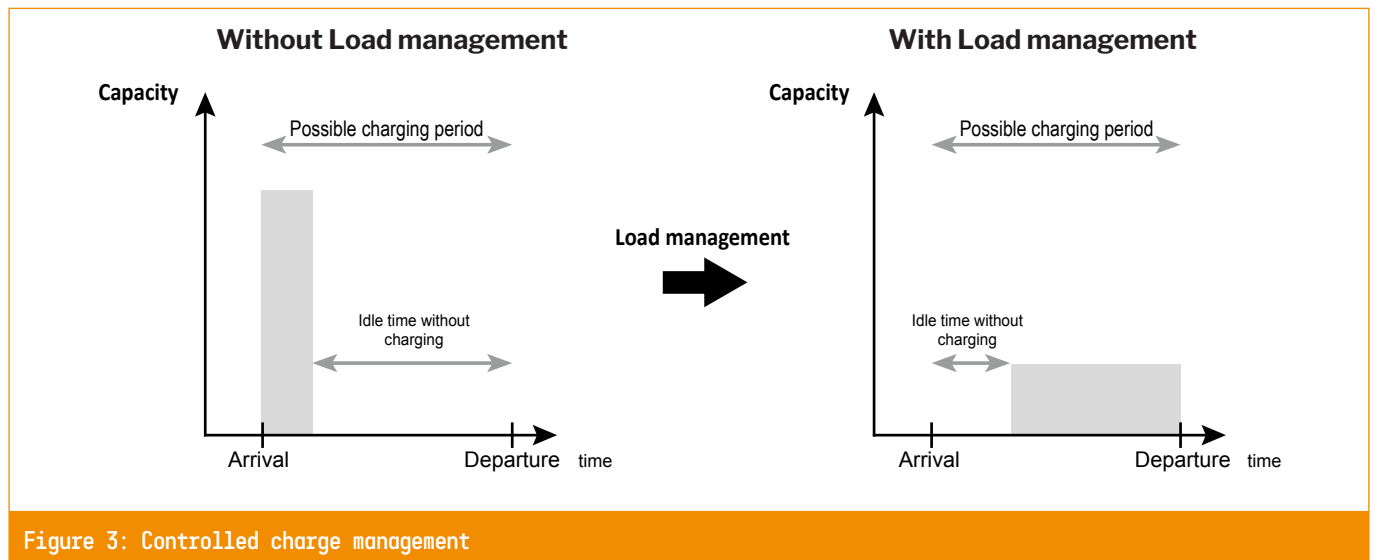 Without Load management
Capacity
Possible charging period
Idle time without
charging
Arrival
Departure
time
Load management
With Load management
Capacity
Possible charging period
Idle time without
charging
Arrival
Departure
time
Figure 3: Controlled charge management